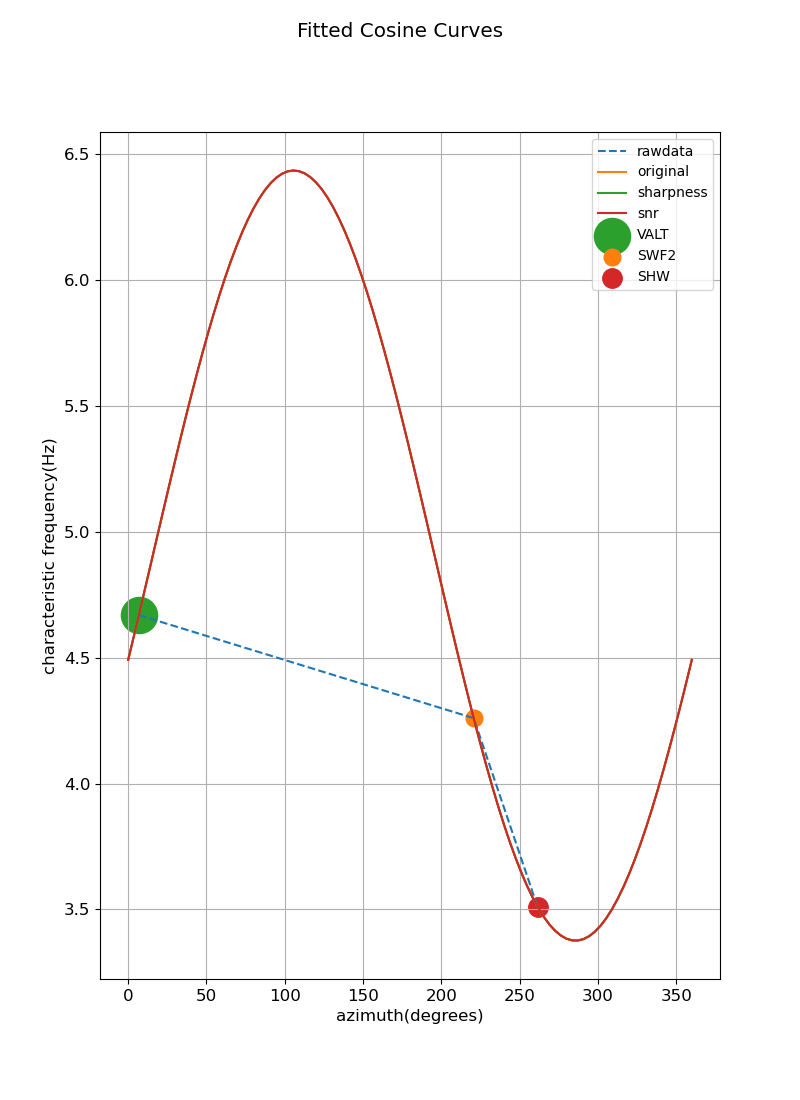 Fitted Cosine Curves
6.5
6.0
5.5
5.0
4.5
4.0
3.5
characteristic frequency(Hz)
rawdata
original
sharpness
snr
VALT
SWF2
SHW
0 50 100 150 200 250 300 350
azimuth(degrees)